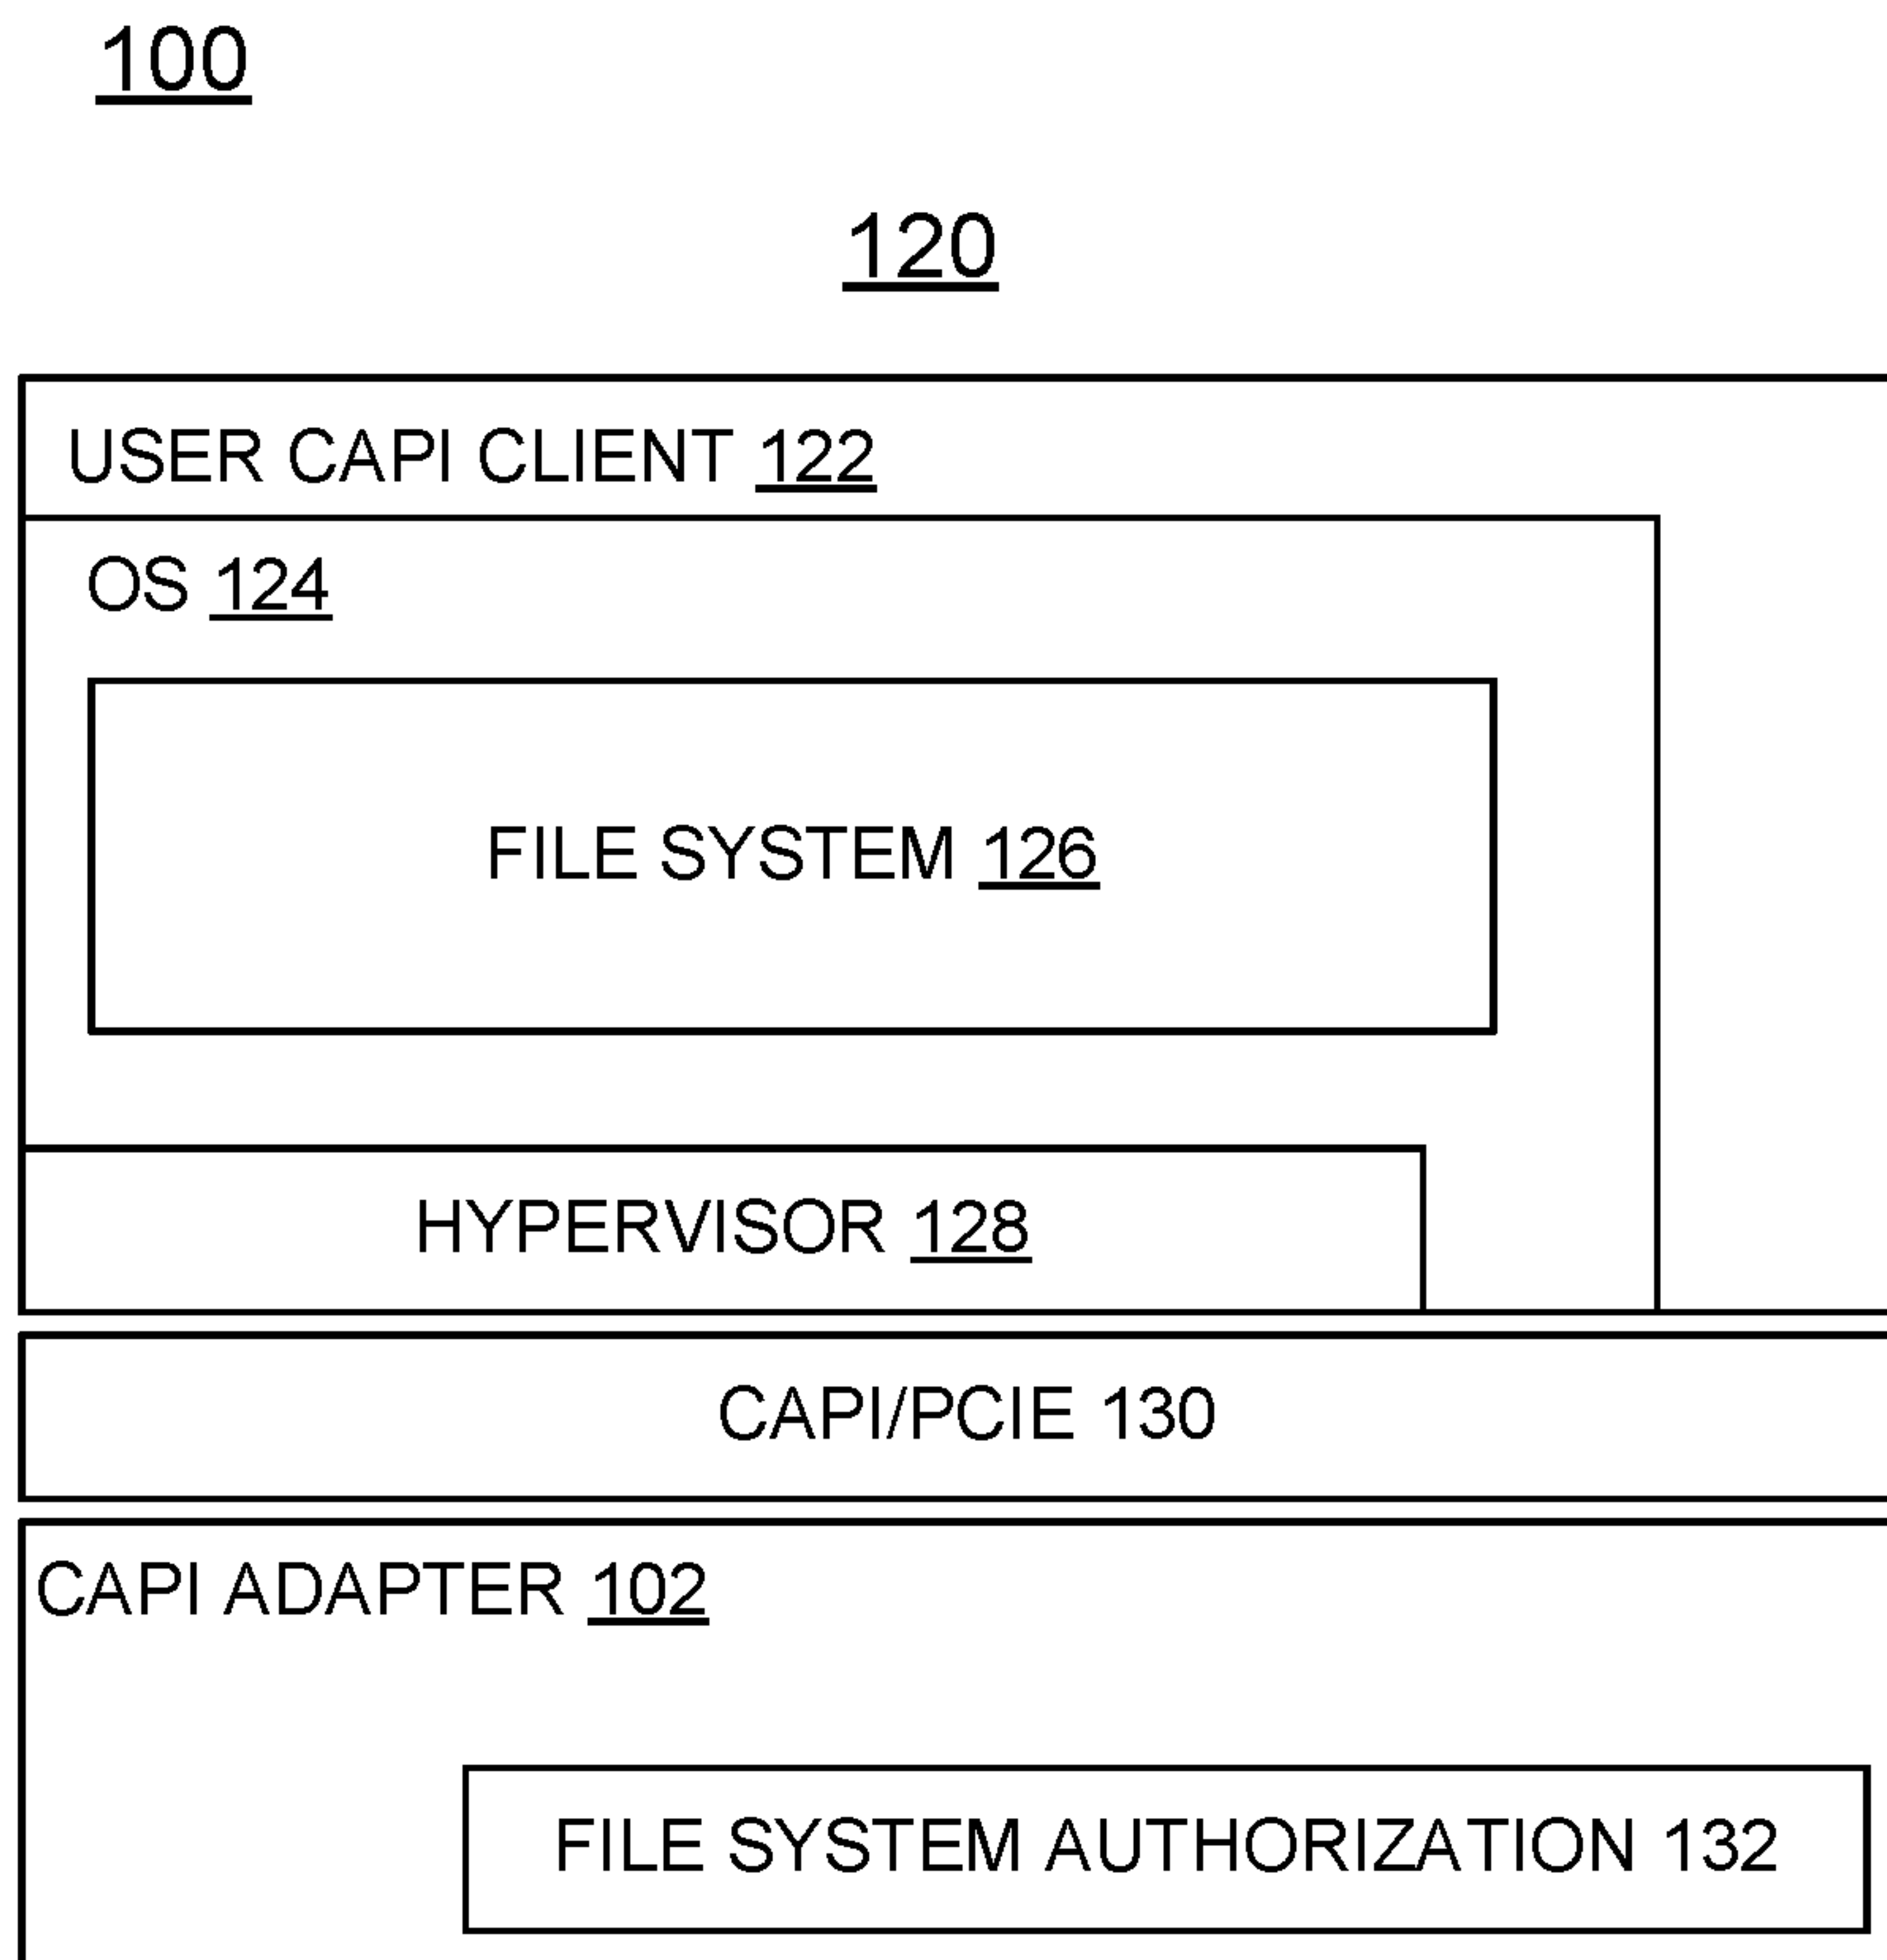 100
120
USER CAPI CLIENT 122
OS 124
FILE SYSTEM 126
HYPERVISOR 128
CAPI/PCIE 130
CAPI ADAPTER 102
FILE SYSTEM AUTHORIZATION 132